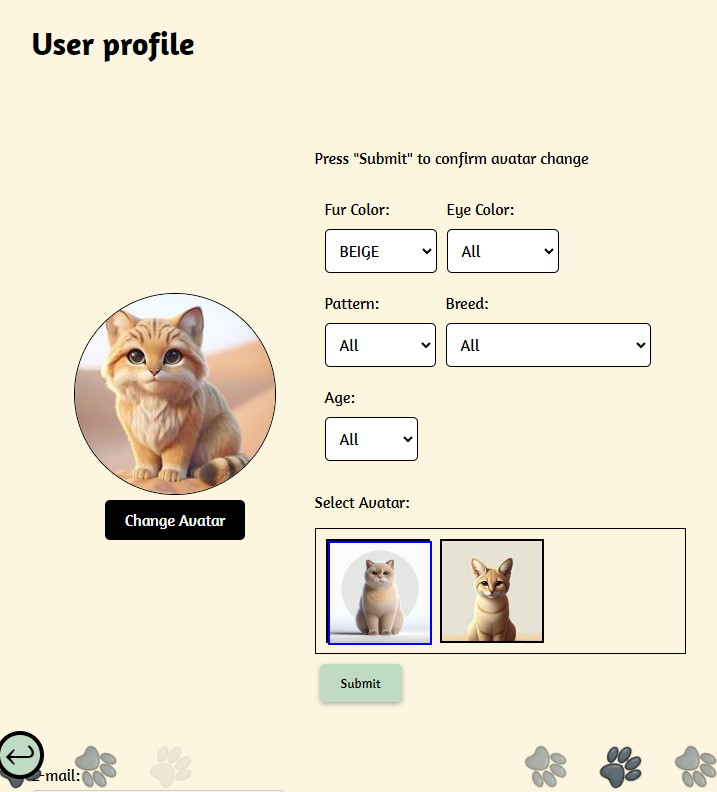 User profile
Press "Submit" to confirm avatar change
Fur Color: Eye Color:
BEIGE All
Pattern: Breed:
All All
Age:
All
Change Avatar
Select Avatar:
Submit
E-mail: